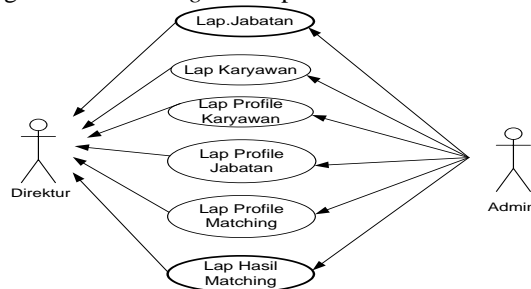 Lap.Jabatan
Lap Karyawan
Lap Profile
Karyawan
Lap Profile
Jabatan
Direktur
Admin
Lap Profile
Matching
Lap Hasil
Matching